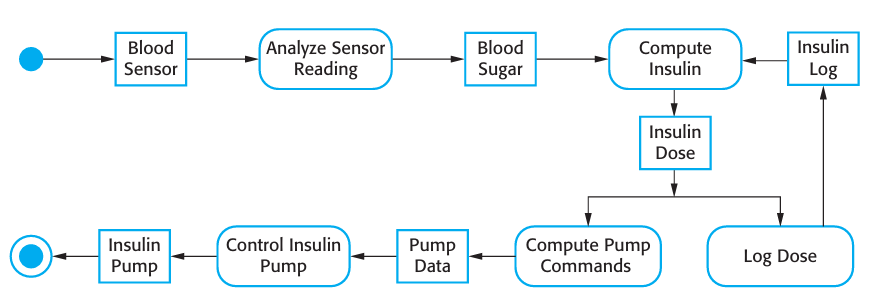 Blood
Sensor
Analyze Sensor
Reading
Blood
Sugar
Compute
Insulin
Insulin
Log
Insulin
Dose
Insulin
Pump
Control Insulin
Pump
Pump
Data
Compute Pump
Commands
Log Dose